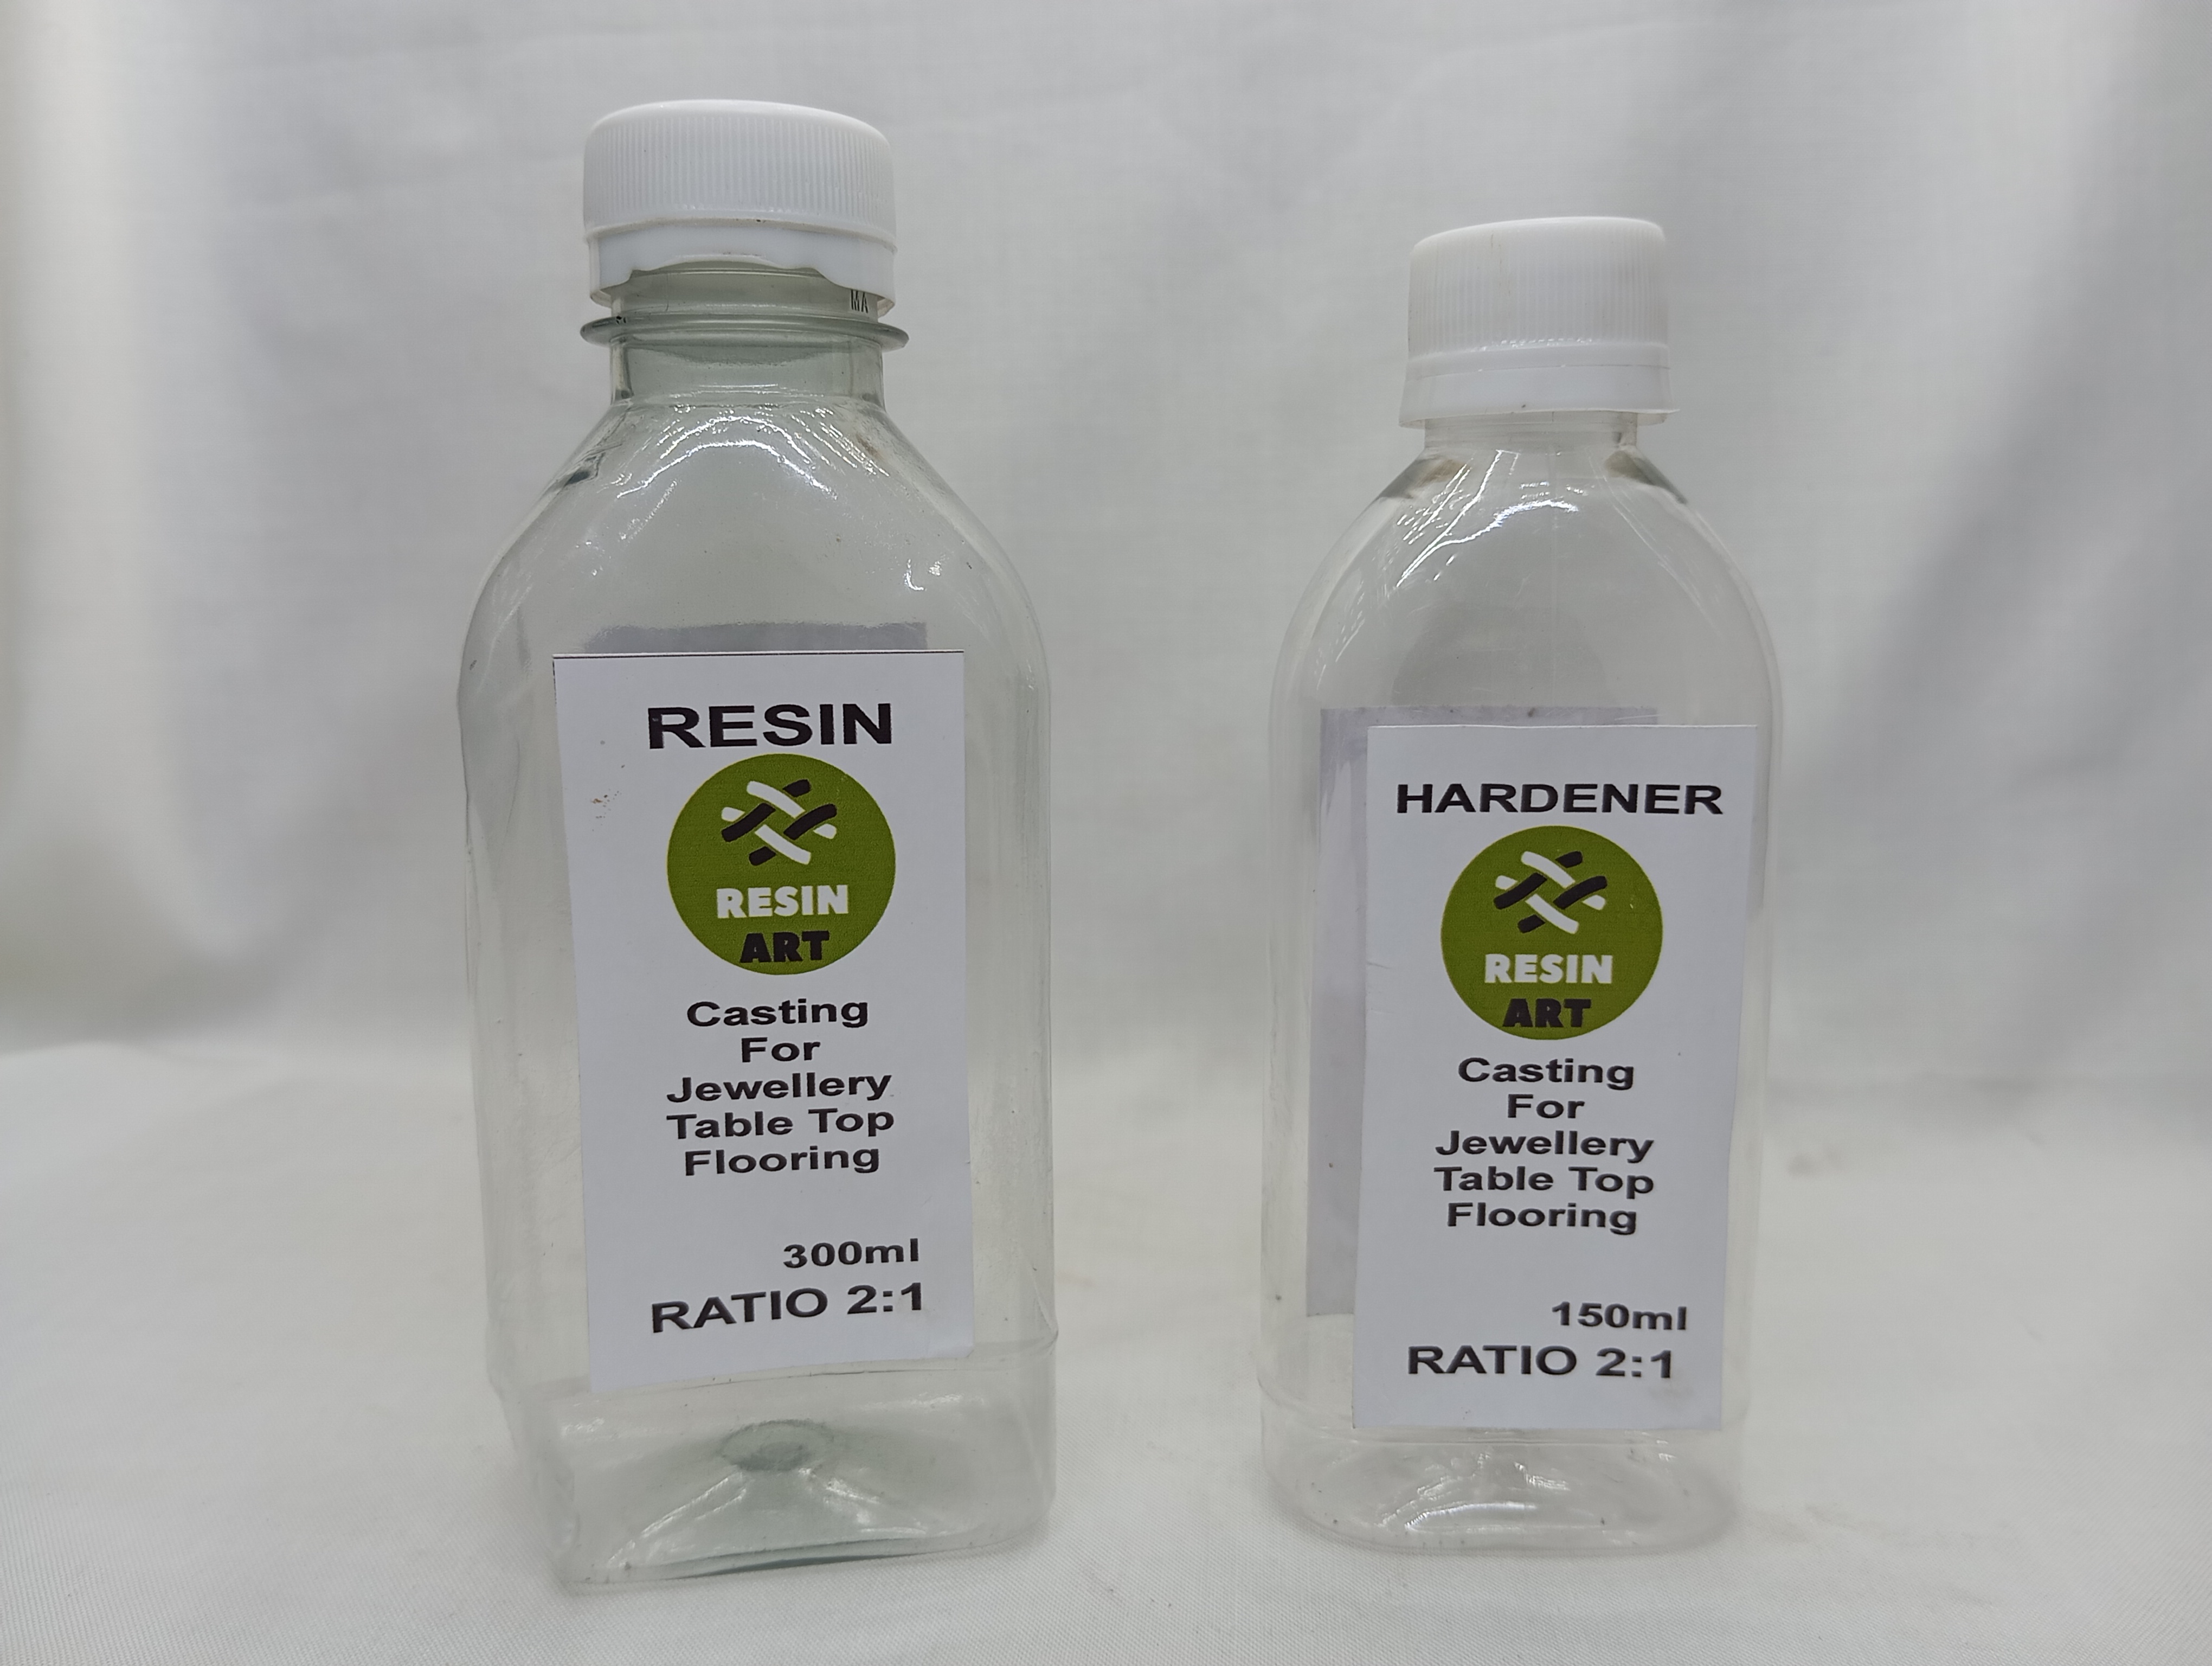 MA
RESIN
RESIN
ART
Casting
For
Jewellery
Table Top
Flooring
300ml
RATIO 2:1
HARDENER
RESIN
ART
Casting
For
Jewellery
Table Top
Flooring
150ml
RATIO 2:1